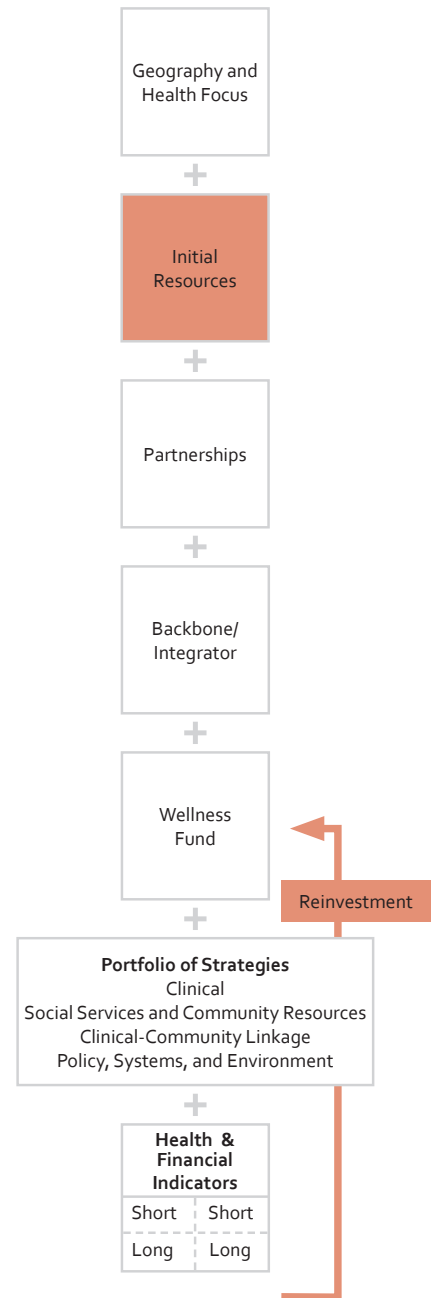 Geography and
Health Focus
+
Initial
Resources
+
Partnerships
+
Backbone/
Integrator
+
Wellness
Fund
Reinvestment
+
Portfolio of Strategies
Clinical
Social Services and Community Resources
Clinical-Community Linkage
Policy, Systems, and Environment
+
Health &
Financial
Indicators
Short Short
Long Long